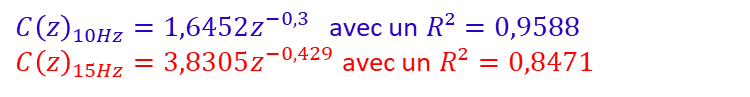 C(z)₁₀Hz = 1,6452z⁻⁰,³ avec un R² = 0,9588
C(z)₁₅Hz = 3,8305z⁻⁰,⁴²⁹ avec un R² = 0,8471